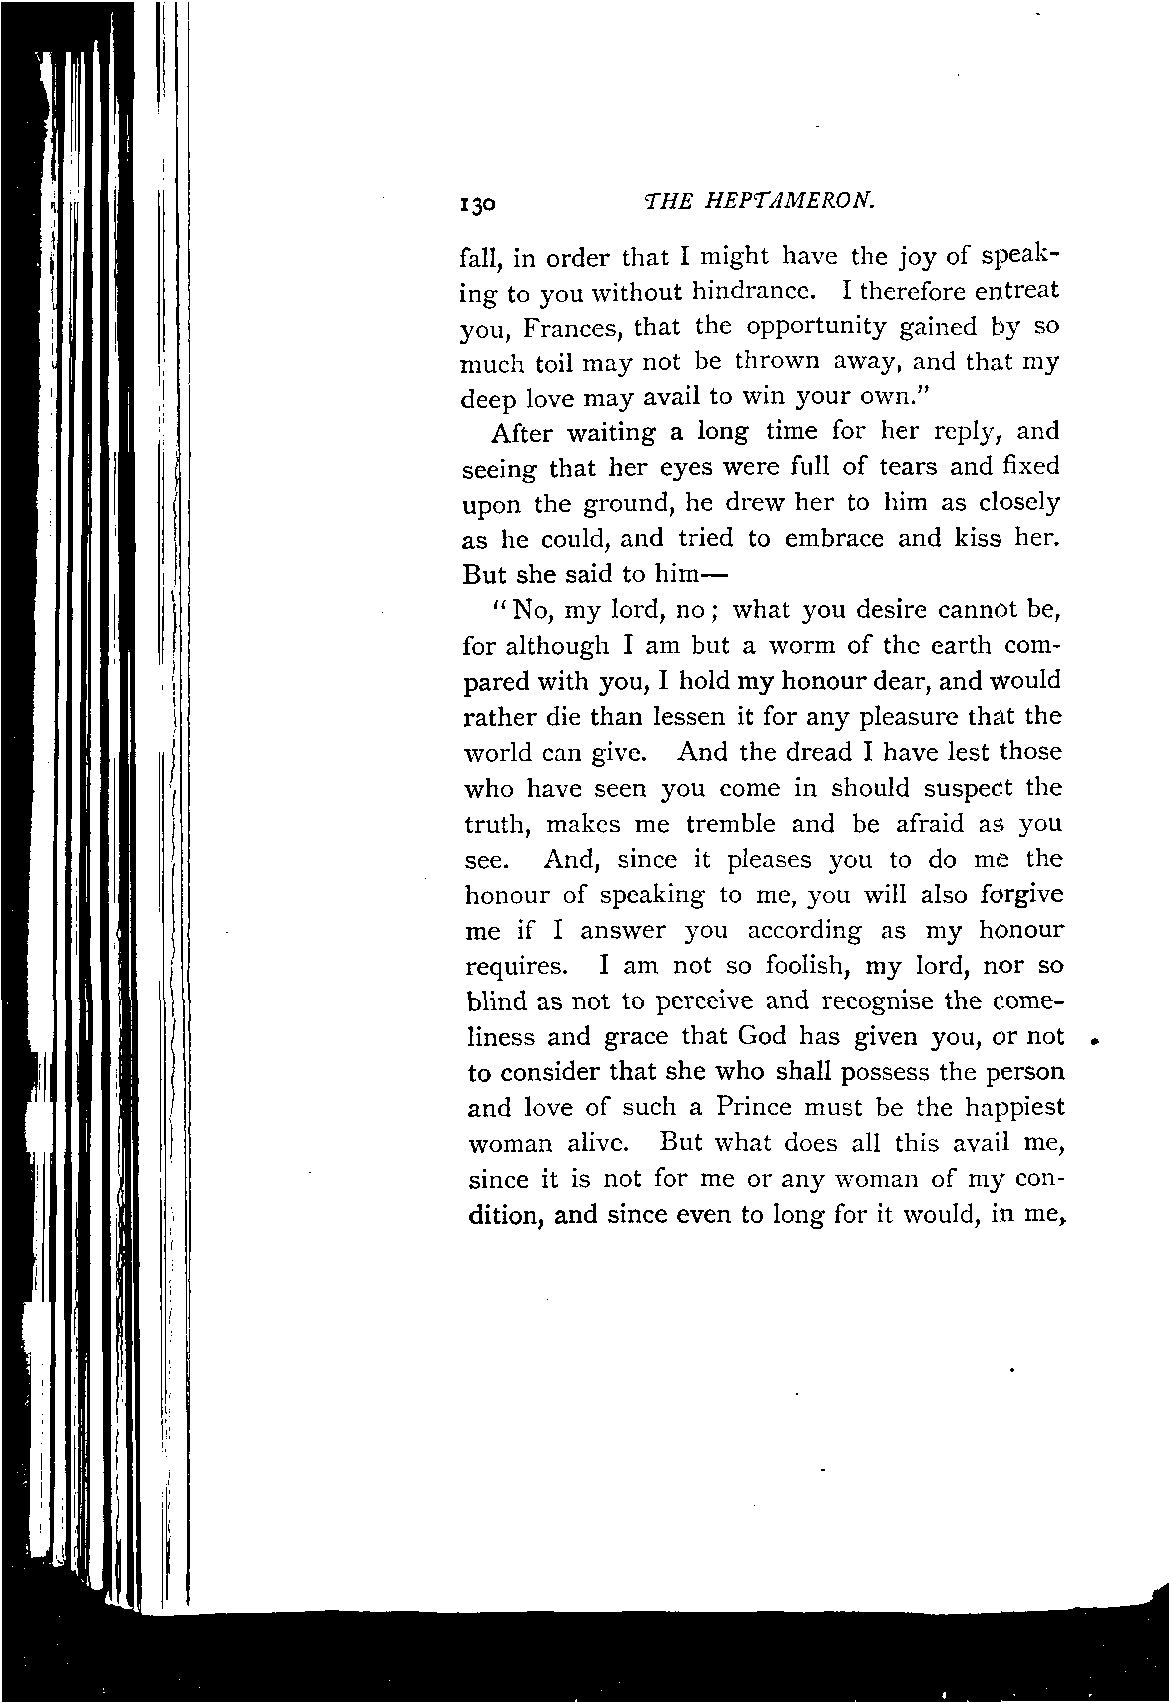 130 THE HEPTAMERON.
fall, in order that I might have the joy of speak-
ing to you without hindrance. I therefore entreat
you, Frances, that the opportunity gained by so
much toil may not be thrown away, and that my
deep love may avail to win your own."
After waiting a long time for her reply, and
seeing that her eyes were full of tears and fixed
upon the ground, he drew her to him as closely
as he could, and tried to embrace and kiss her.
But she said to him—
"No, my lord, no; what you desire cannot be,
for although I am but a worm of the earth com-
pared with you, I hold my honour dear, and would
rather die than lessen it for any pleasure that the
world can give. And the dread I have lest those
who have seen you come in should suspect the
truth, makes me tremble and be afraid as you
see. And, since it pleases you to do me the
honour of speaking to me, you will also forgive
me if I answer you according as my honour
requires. I am not so foolish, my lord, nor so
blind as not to perceive and recognise the come-
liness and grace that God has given you, or not
to consider that she who shall possess the person
and love of such a Prince must be the happiest
woman alive. But what does all this avail me,
since it is not for me or any woman of my con-
dition, and since even to long for it would, in me,